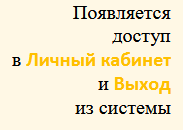 Появляется
доступ
в Личный кабинет
и Выход
из системы